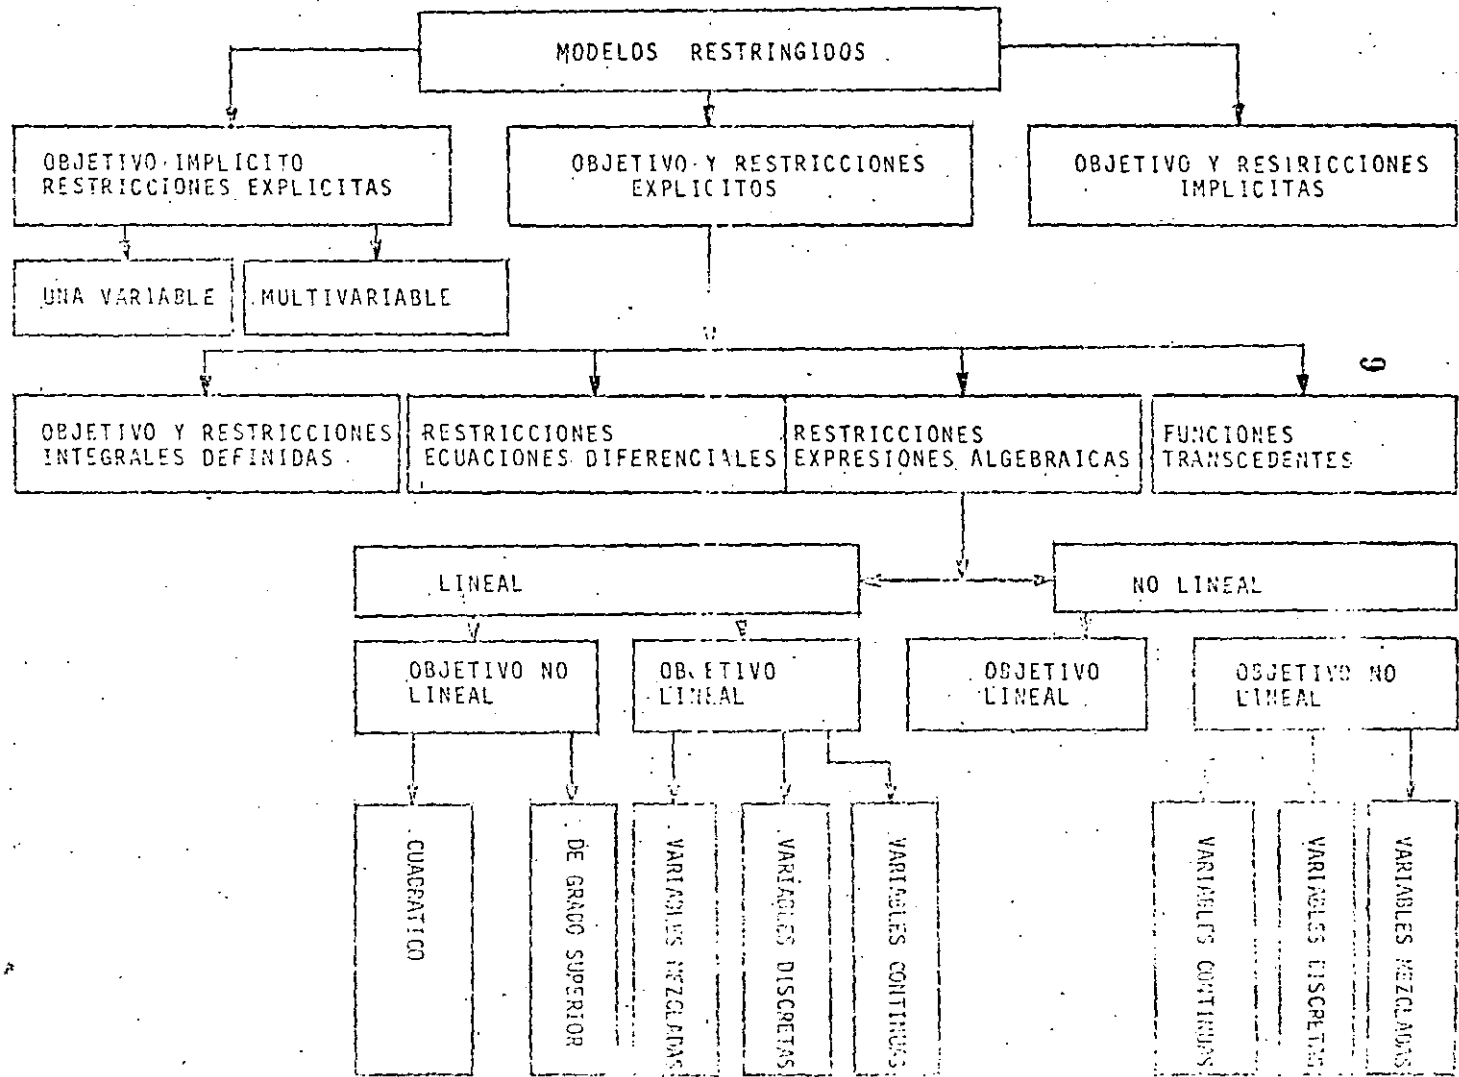 MODELOS RESTRINGIDOS
OBJETIVO IMPLICITO
RESTRICCIONES EXPLICITAS
OBJETIVO Y RESTRICCIONES
EXPLICITOS
OBJETIVO Y RESTRICCIONES
IMPLICITAS
UNA VARIABLE
MULTIVARIABLE
9
OBJETIVO Y RESTRICCIONES
INTEGRALES DEFINIDAS
RESTRICCIONES
ECUACIONES DIFERENCIALES
RESTRICCIONES
EXPRESIONES ALGEBRAICAS
FUNCIONES
TRANSCEDENTES
LINEAL
NO LINEAL
OBJETIVO NO
LINEAL
OBJETIVO
LINEAL
OBJETIVO
LINEAL
OBJETIVO NO
LINEAL
CUADRATICO
DE GRADO SUPERIOR
VARIABLES MEZCLADAS
VARIABLES DISCRETAS
VARIABLES CONTINUAS
VARIABLES CONTINUAS
VARIABLES DISCRETAS
VARIABLES MEZCLADAS